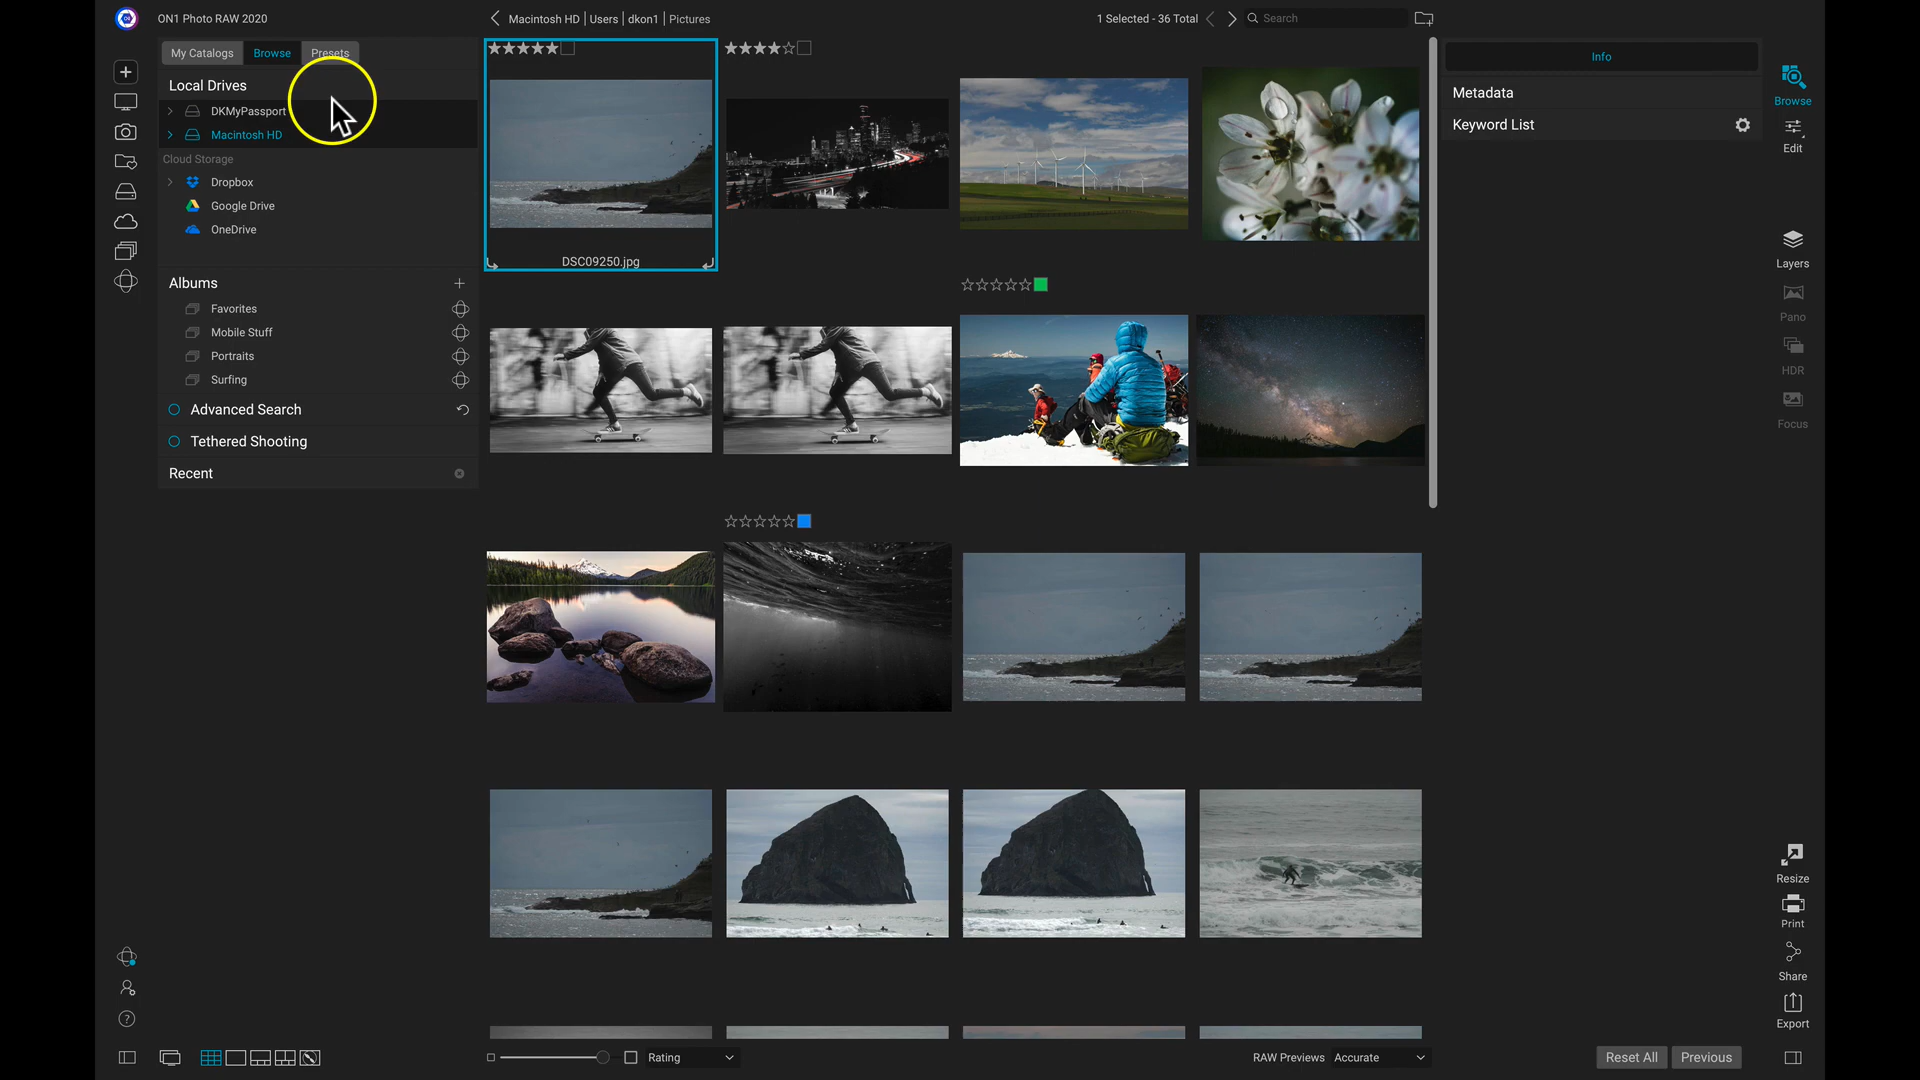 ON1 Photo RAW 2020
Macintosh HD | Users | dkon1 | Pictures
1 Selected - 36 Total
Search
My Catalogs
Browse
Presets
Local Drives
DKMyPassport
Macintosh HD
Cloud Storage
Dropbox
Google Drive
OneDrive
Albums
Favorites
Mobile Stuff
Portraits
Surfing
Advanced Search
Tethered Shooting
Recent
DSC09250.jpg
Info
Metadata
Keyword List
Browse
Edit
Layers
Pano
HDR
Focus
Resize
Print
Share
Export
Rating
RAW Previews Accurate
Reset All
Previous